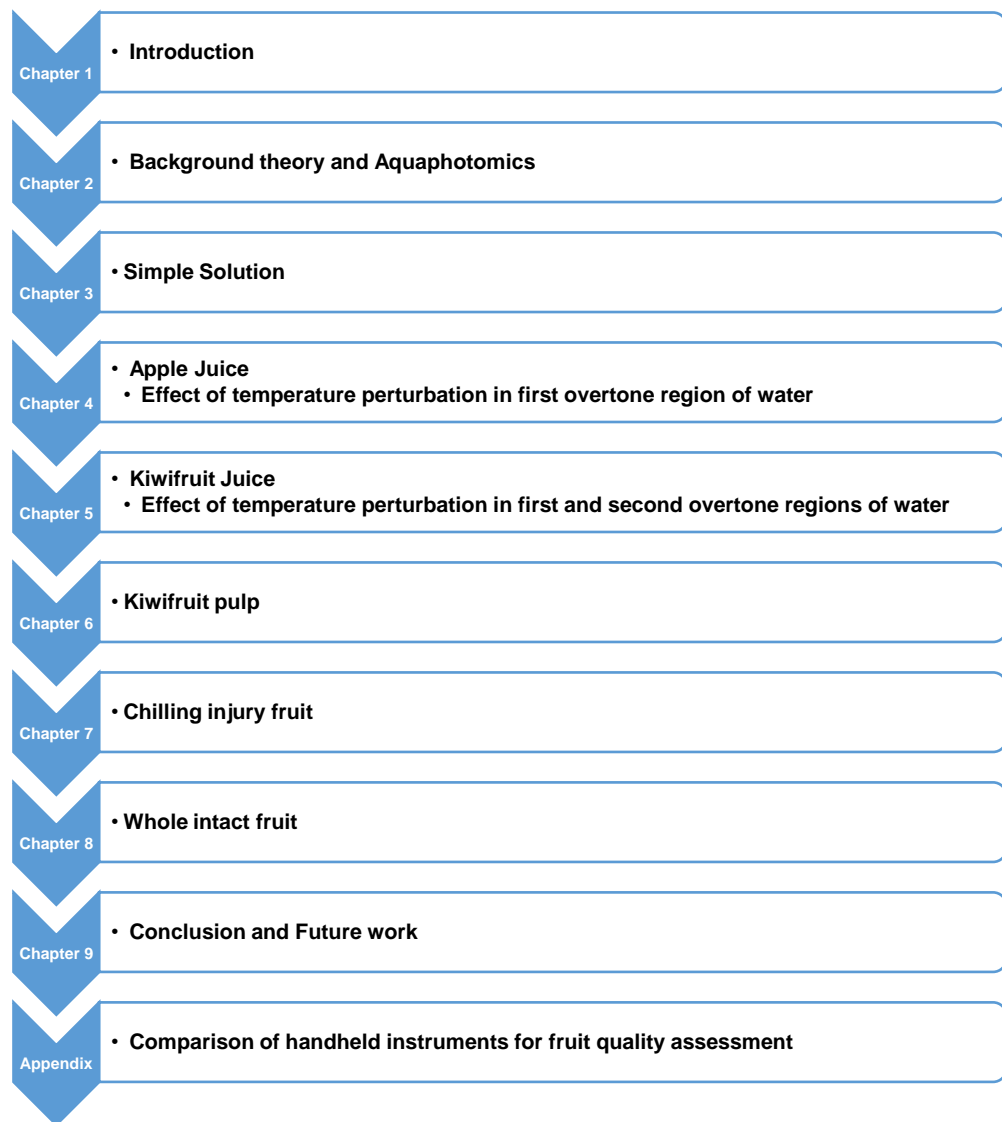 Chapter 1
• Introduction
Chapter 2
• Background theory and Aquaphotomics
Chapter 3
• Simple Solution
Chapter 4
• Apple Juice
• Effect of temperature perturbation in first overtone region of water
Chapter 5
• Kiwifruit Juice
• Effect of temperature perturbation in first and second overtone regions of water
Chapter 6
• Kiwifruit pulp
Chapter 7
• Chilling injury fruit
Chapter 8
• Whole intact fruit
Chapter 9
• Conclusion and Future work
Appendix
• Comparison of handheld instruments for fruit quality assessment